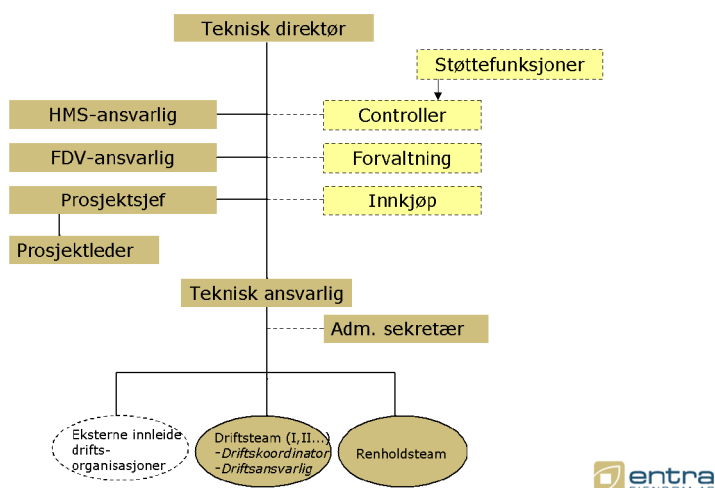 Teknisk direktør
Støttefunksjoner
HMS-ansvarlig
Controller
FDV-ansvarlig
Forvaltning
Prosjektsjef
Innkjøp
Prosjektleder
Teknisk ansvarlig
Adm. sekretær
Eksterne innleide
drifts-
organisasjoner
Driftsteam (I,II...)
-Driftskoordinator
-Driftsansvarlig
Renholdsteam
entra